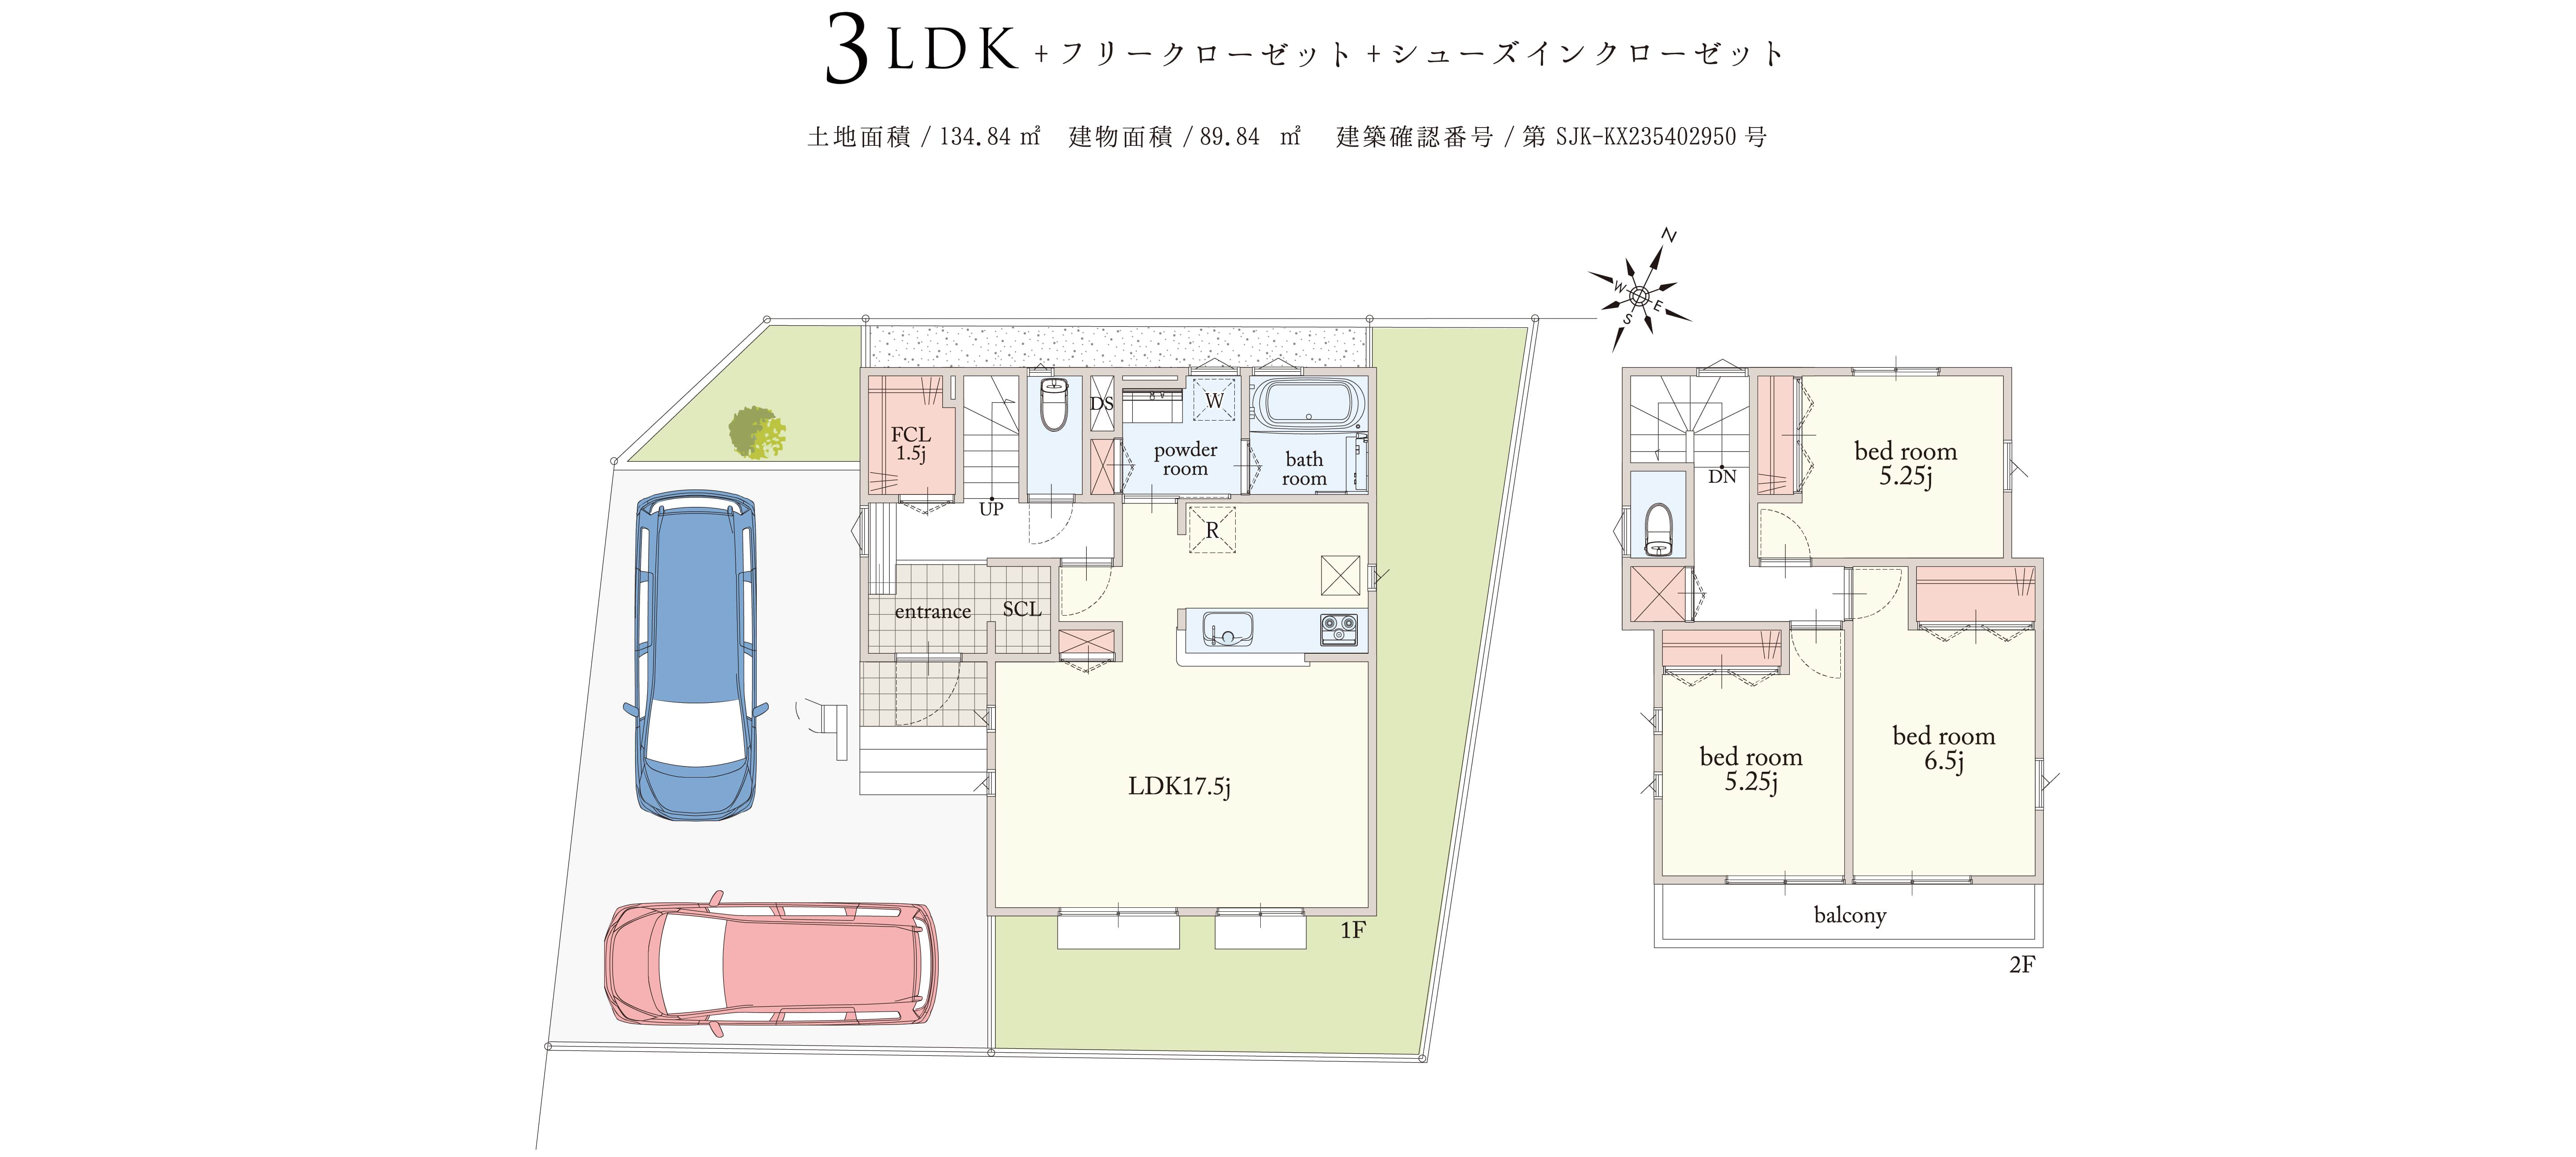 3LDK +フリークローゼット+シューズインクローゼット
土地面積 / 134.84 ㎡ 建物面積 / 89.84 ㎡ 建築確認番号 / 第 SJK-KX235402950 号
N
W
E
S
FCL
1.5j
UP
DS
W
powder
room
bath
room
R
entrance
SCL
LDK17.5j
1F
DN
bed room
5.25j
bed room
5.25j
bed room
6.5j
balcony
2F